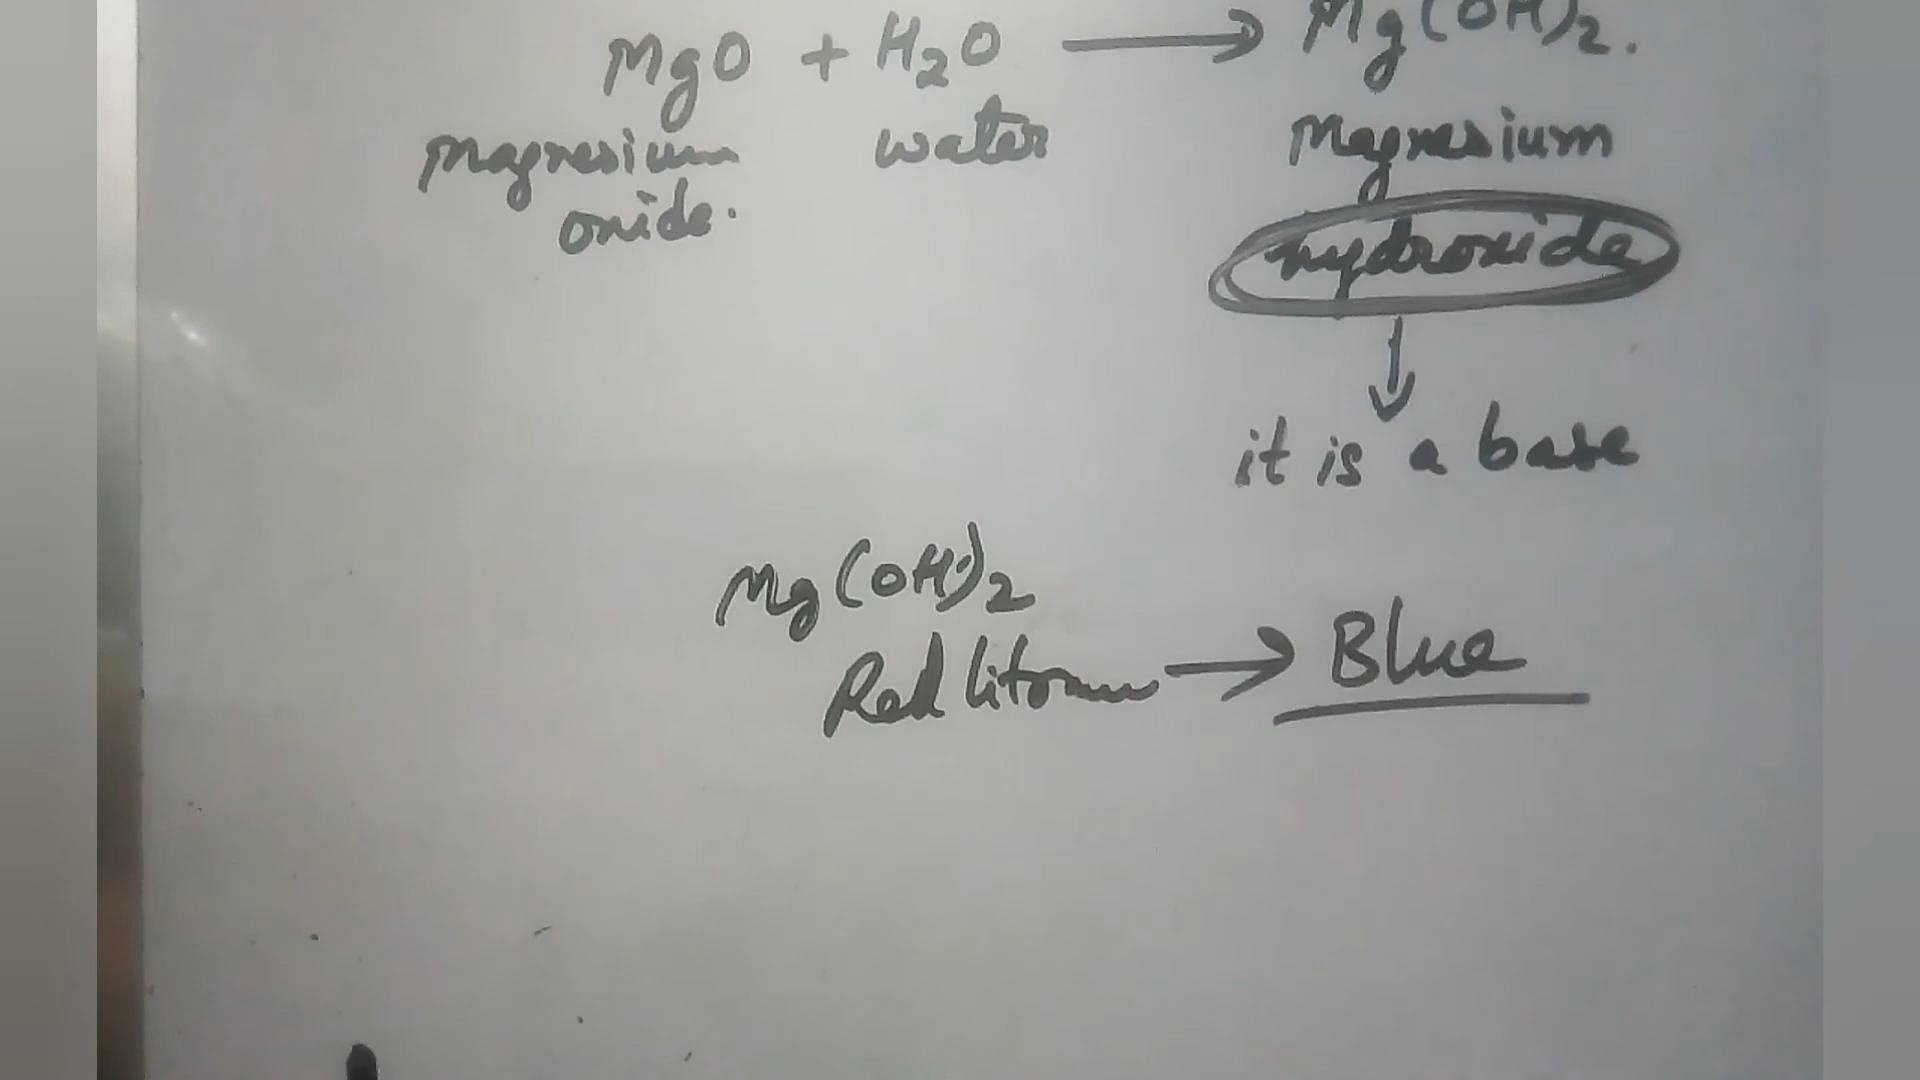 MgO + H2O → Mg(OH)2.
Magnesium water Magnesium
oxide. hydroxide
↓
it is a base
Mg(OH)2
Red litmus → Blue